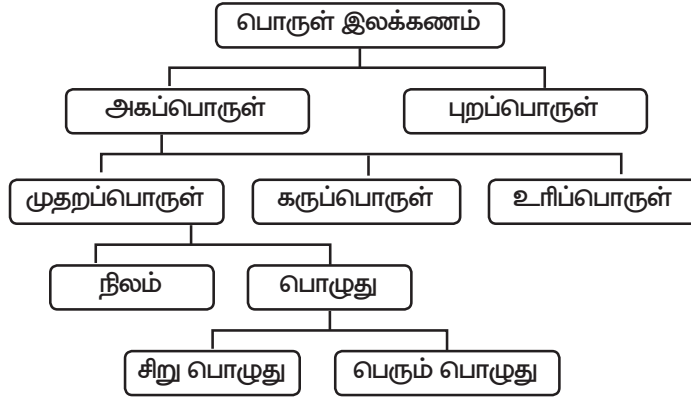 பொருள் இலக்கணம்
அகப்பொருள் புறப்பொருள்
முதறப்பொருள் கருப்பொருள் உரிப்பொருள்
நிலம் பொழுது
சிறு பொழுது பெரும் பொழுது